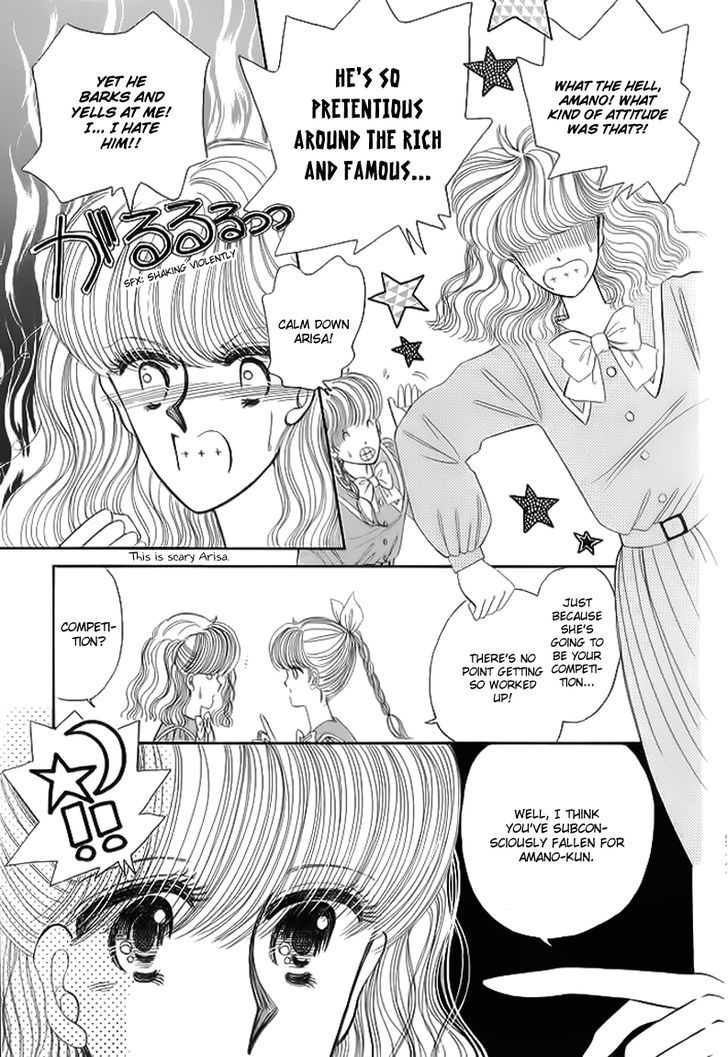 WHAT THE HELL,
AMANO! WHAT
KIND OF ATTITUDE
WAS THAT?!
HE'S SO
PRETENTIOUS
AROUND THE RICH
AND FAMOUS...
YET HE
BARKS AND
YELLS AT ME!
I... I HATE
HIM!!
がるるるっっ
SFX: SHAKING VIOLENTLY
CALM DOWN
ARISA!
This is scary Arisa.
JUST
BECAUSE
SHE'S
GOING TO
BE YOUR
COMPETI-
TION...
THERE'S NO
POINT GETTING
SO WORKED
UP!
COMPETI-
TION?
WELL, I THINK
YOU'VE SUBCON-
SCIOUSLY FALLEN FOR
AMANO-KUN.
!!